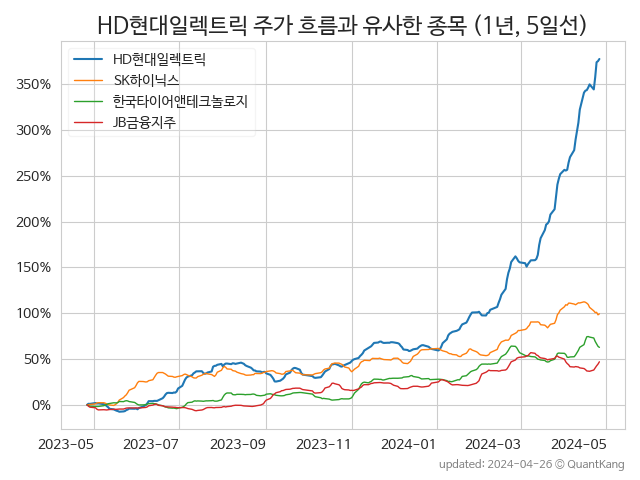 HD현대일렉트릭 주가 흐름과 유사한 종목 (1년, 5일선)
HD현대일렉트릭
SK하이닉스
한국타이어앤테크놀로지
JB금융지주
350%
300%
250%
200%
150%
100%
50%
0%
2023-05 2023-07 2023-09 2023-11 2024-01 2024-03 2024-05
updated: 2024-04-26 © QuantKang